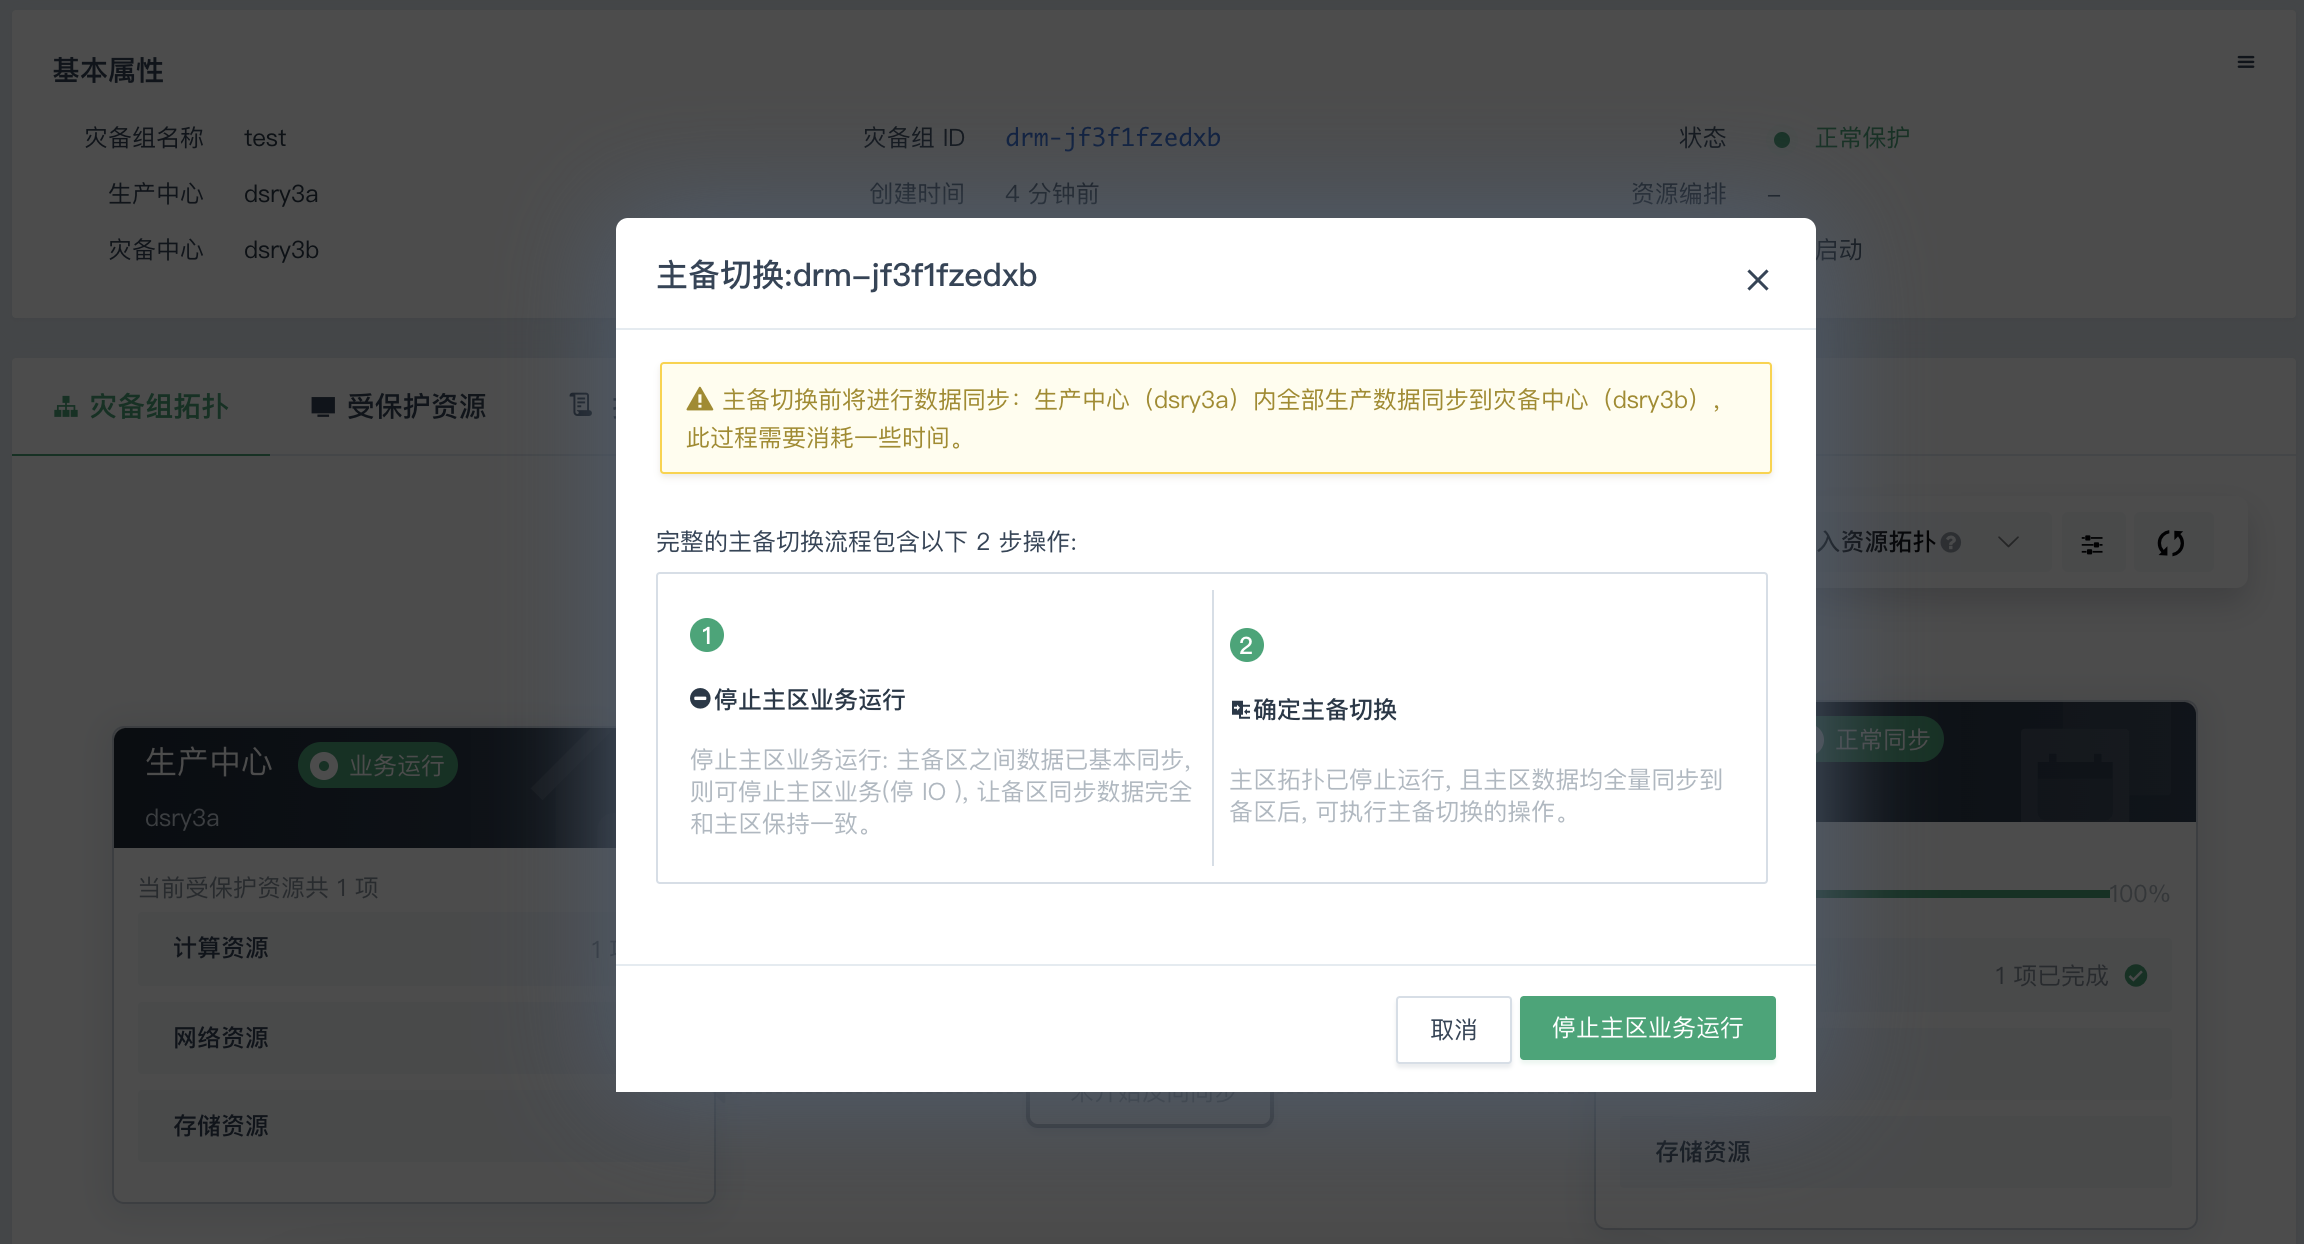 基本属性
灾备组名称 test
灾备组 ID drm-jf3f1fzedxb
状态 正常保护
生产中心 dsry3a
创建时间 4 分钟前
资源编排 –
灾备中心 dsry3b
启动
主备切换:drm-jf3f1fzedxb
主备切换前将进行数据同步：生产中心（dsry3a）内全部生产数据同步到灾备中心（dsry3b），
此过程需要消耗一些时间。
灾备组拓扑 受保护资源
完整的主备切换流程包含以下 2 步操作:
入资源拓扑
1
停止主区业务运行
停止主区业务运行: 主备区之间数据已基本同步,
则可停止主区业务(停 IO ), 让备区同步数据完全
和主区保持一致。
2
确定主备切换
主区拓扑已停止运行, 且主区数据均全量同步到
备区后, 可执行主备切换的操作。
生产中心 业务运行
dsry3a
当前受保护资源共 1 项
计算资源 1
网络资源
存储资源
正常同步
100%
1 项已完成
存储资源
取消 停止主区业务运行